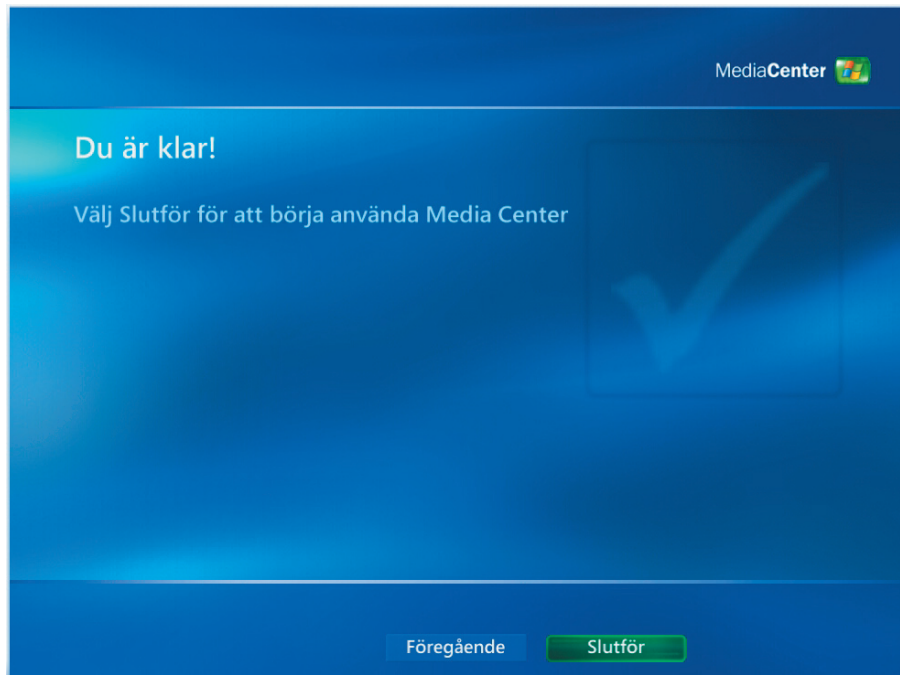 MediaCenter
Du är klar!
Välj Slutför för att börja använda Media Center
Föregående
Slutför